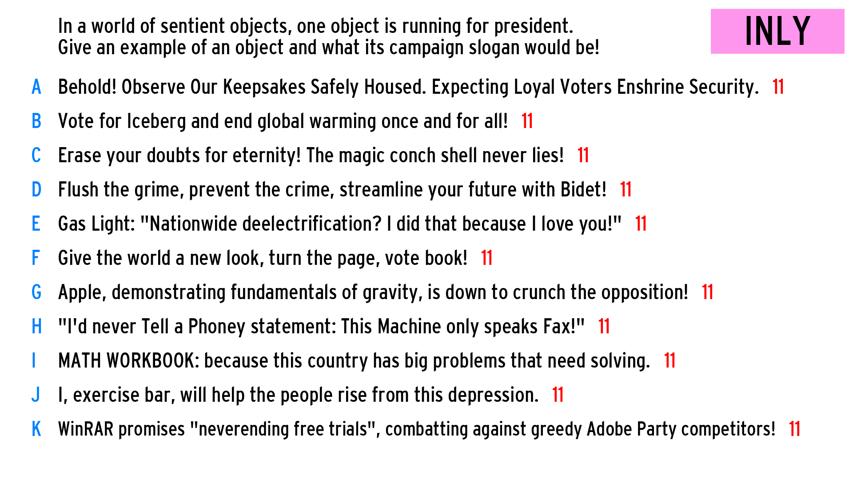 In a world of sentient objects, one object is running for president.
Give an example of an object and what its campaign slogan would be!
INLY
A Behold! Observe Our Keepsakes Safely Housed. Expecting Loyal Voters Enshrine Security. 11
B Vote for Iceberg and end global warming once and for all! 11
C Erase your doubts for eternity! The magic conch shell never lies! 11
D Flush the grime, prevent the crime, streamline your future with Bidet! 11
E Gas Light: "Nationwide deelectrification? I did that because I love you!" 11
F Give the world a new look, turn the page, vote book! 11
G Apple, demonstrating fundamentals of gravity, is down to crunch the opposition! 11
H "I'd never Tell a Phoney statement: This Machine only speaks Fax!" 11
I MATH WORKBOOK: because this country has big problems that need solving. 11
J I, exercise bar, will help the people rise from this depression. 11
K WinRAR promises "neverending free trials", combatting against greedy Adobe Party competitors! 11